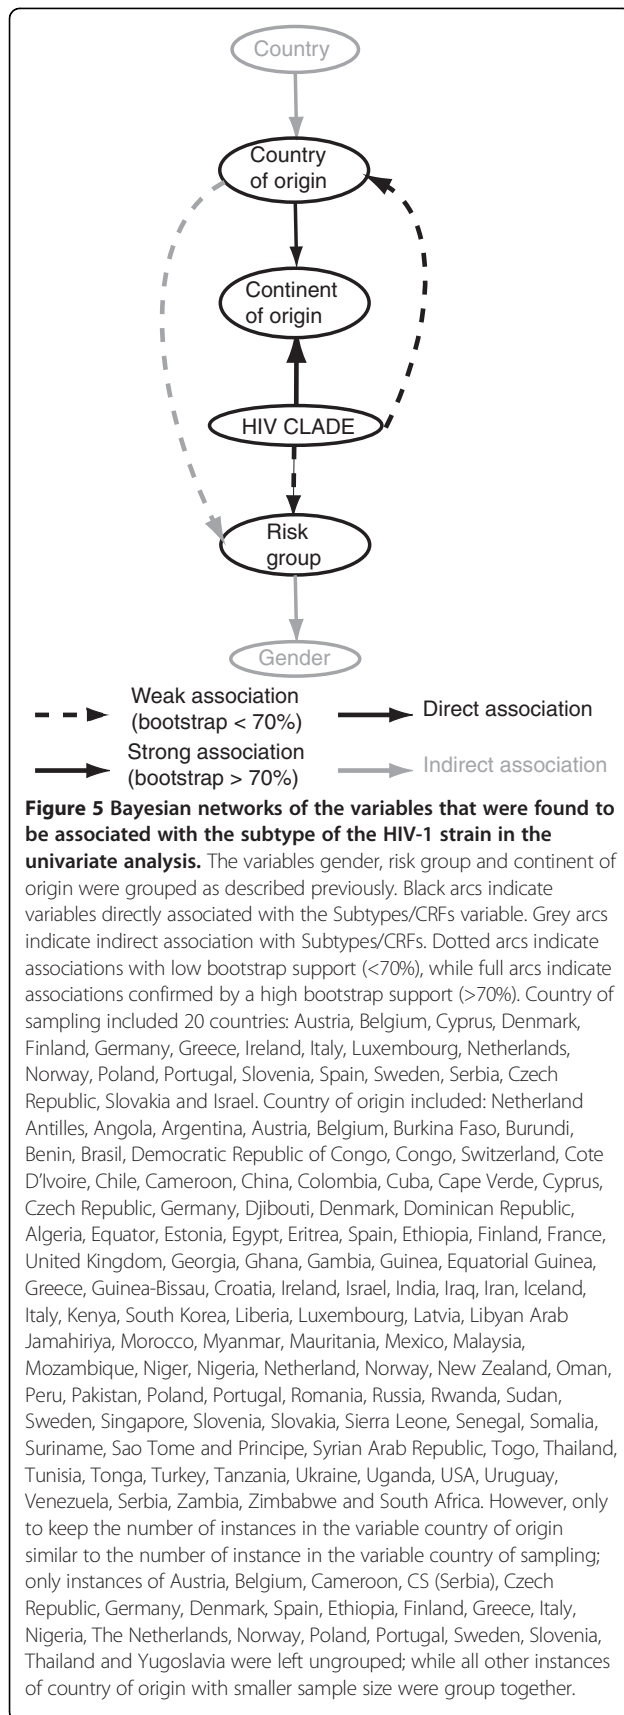 Country
Country
of origin
Continent
of origin
HIV CLADE
Risk
group
Gender
Weak association
(bootstrap < 70%)
Direct association
Strong association
(bootstrap > 70%)
Indirect association
Figure 5 Bayesian networks of the variables that were found to
be associated with the subtype of the HIV-1 strain in the
univariate analysis. The variables gender, risk group and continent of
origin were grouped as described previously. Black arcs indicate
variables directly associated with the Subtypes/CRFs variable. Grey arcs
indicate indirect association with Subtypes/CRFs. Dotted arcs indicate
associations with low bootstrap support (<70%), while full arcs indicate
associations confirmed by a high bootstrap support (>70%). Country of
sampling included 20 countries: Austria, Belgium, Cyprus, Denmark,
Finland, Germany, Greece, Ireland, Italy, Luxembourg, Netherlands,
Norway, Poland, Portugal, Slovenia, Spain, Sweden, Serbia, Czech
Republic, Slovakia and Israel. Country of origin included: Netherland
Antilles, Angola, Argentina, Austria, Belgium, Burkina Faso, Burundi,
Benin, Brasil, Democratic Republic of Congo, Congo, Switzerland, Cote
D'Ivoire, Chile, Cameroon, China, Colombia, Cuba, Cape Verde, Cyprus,
Czech Republic, Germany, Djibouti, Denmark, Dominican Republic,
Algeria, Equator, Estonia, Egypt, Eritrea, Spain, Ethiopia, Finland, France,
United Kingdom, Georgia, Ghana, Gambia, Guinea, Equatorial Guinea,
Greece, Guinea-Bissau, Croatia, Ireland, Israel, India, Iraq, Iran, Iceland,
Italy, Kenya, South Korea, Liberia, Luxembourg, Latvia, Libyan Arab
Jamahiriya, Morocco, Myanmar, Mauritania, Mexico, Malaysia,
Mozambique, Niger, Nigeria, Netherland, Norway, New Zealand, Oman,
Peru, Pakistan, Poland, Portugal, Romania, Russia, Rwanda, Sudan,
Sweden, Singapore, Slovenia, Slovakia, Sierra Leone, Senegal, Somalia,
Suriname, Sao Tome and Principe, Syrian Arab Republic, Togo, Thailand,
Tunisia, Tonga, Turkey, Tanzania, Ukraine, Uganda, USA, Uruguay,
Venezuela, Serbia, Zambia, Zimbabwe and South Africa. However, only
to keep the number of instances in the variable country of origin
similar to the number of instance in the variable country of sampling;
only instances of Austria, Belgium, Cameroon, CS (Serbia), Czech
Republic, Germany, Denmark, Spain, Ethiopia, Finland, Greece, Italy,
Nigeria, The Netherlands, Norway, Poland, Portugal, Sweden, Slovenia,
Thailand and Yugoslavia were left ungrouped; while all other instances
of country of origin with smaller sample size were group together.